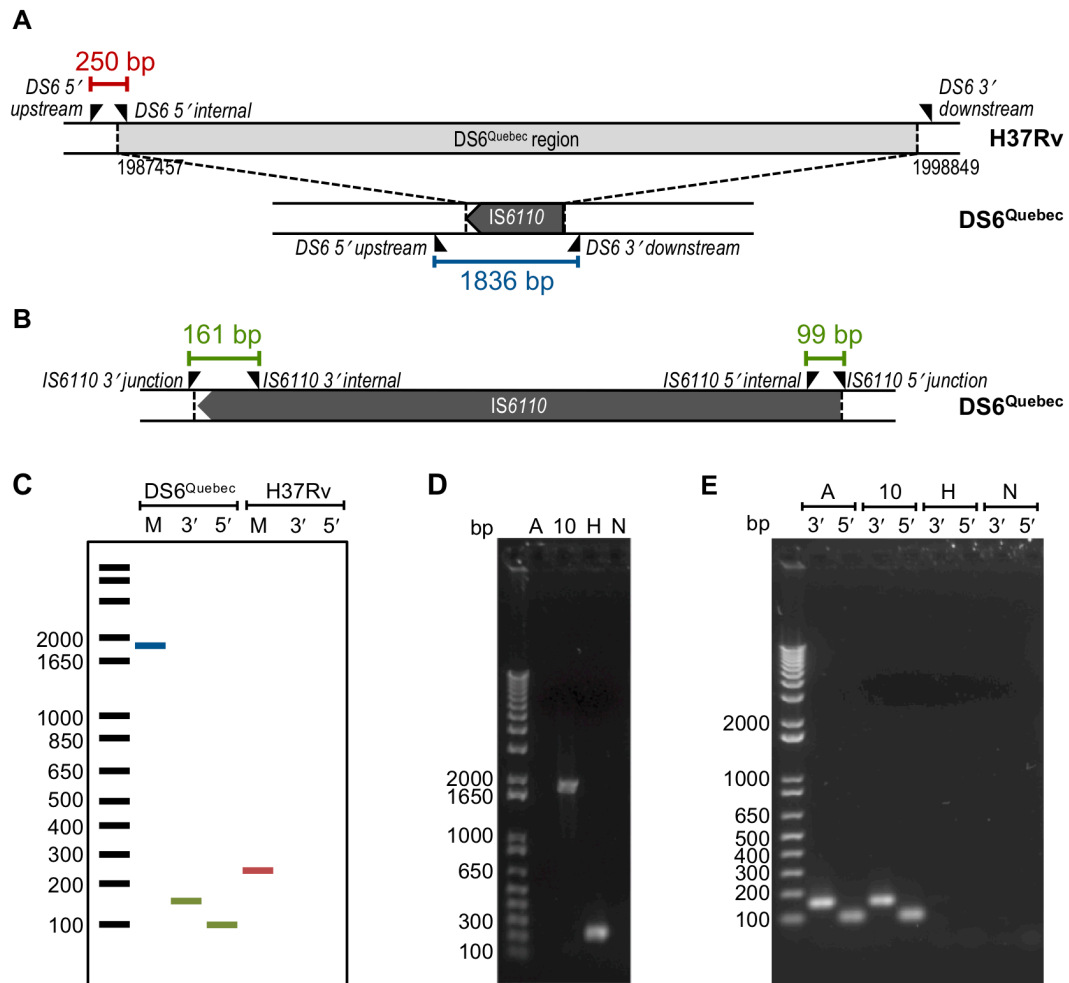 A
250 bp
DS6 5′ upstream
DS6 5′ internal
DS6 3′ downstream
DS6Quebec region
H37Rv
1987457
1998849
IS6110
DS6Quebec
DS6 5′ upstream
DS6 3′ downstream
1836 bp
B
161 bp
99 bp
IS6110 3′ junction
IS6110 3′ internal
IS6110 5′ internal
IS6110 5′ junction
IS6110
DS6Quebec
C
DS6Quebec H37Rv
M 3′ 5′ M 3′ 5′
2000
1650
1000
850
650
500
400
300
200
100
D
bp A 10 H N
2000
1650
1000
650
300
100
E
A 10 H N
bp 3′ 5′ 3′ 5′ 3′ 5′ 3′ 5′
2000
1000
650
500
400
300
200
100